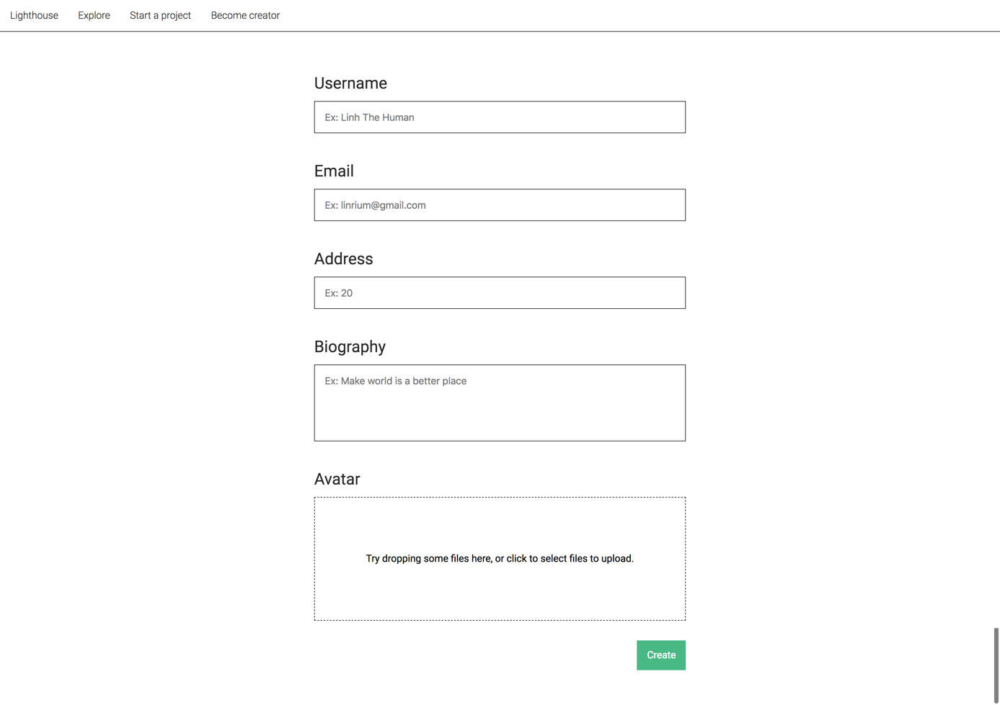 Lighthouse Explore Start a project Become creator
Username
Ex: Linh The Human
Email
Ex: linrium@gmail.com
Address
Ex: 20
Biography
Ex: Make world is a better place
Avatar
Try dropping some files here, or click to select files to upload.
Create